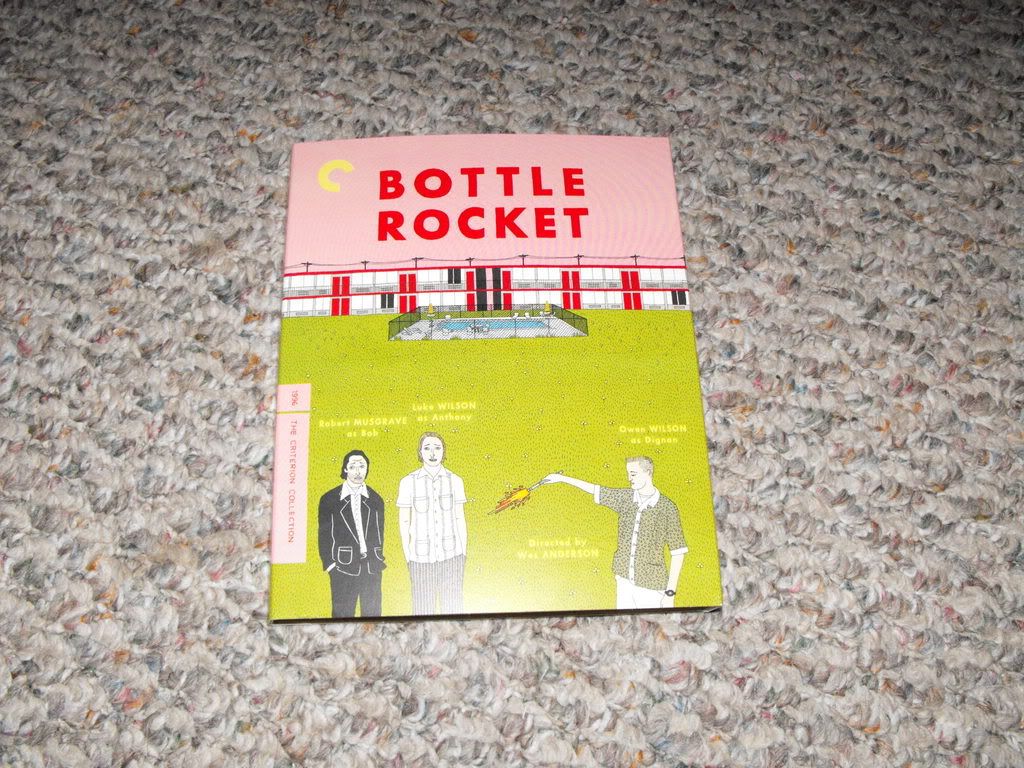 BOTTLE
ROCKET
1996 THE CRITERION COLLECTION
Luke WILSON
as Anthony
Robert MUSGRAVE
as Bob
Owen WILSON
as Dignan
Directed by
Wes ANDERSON